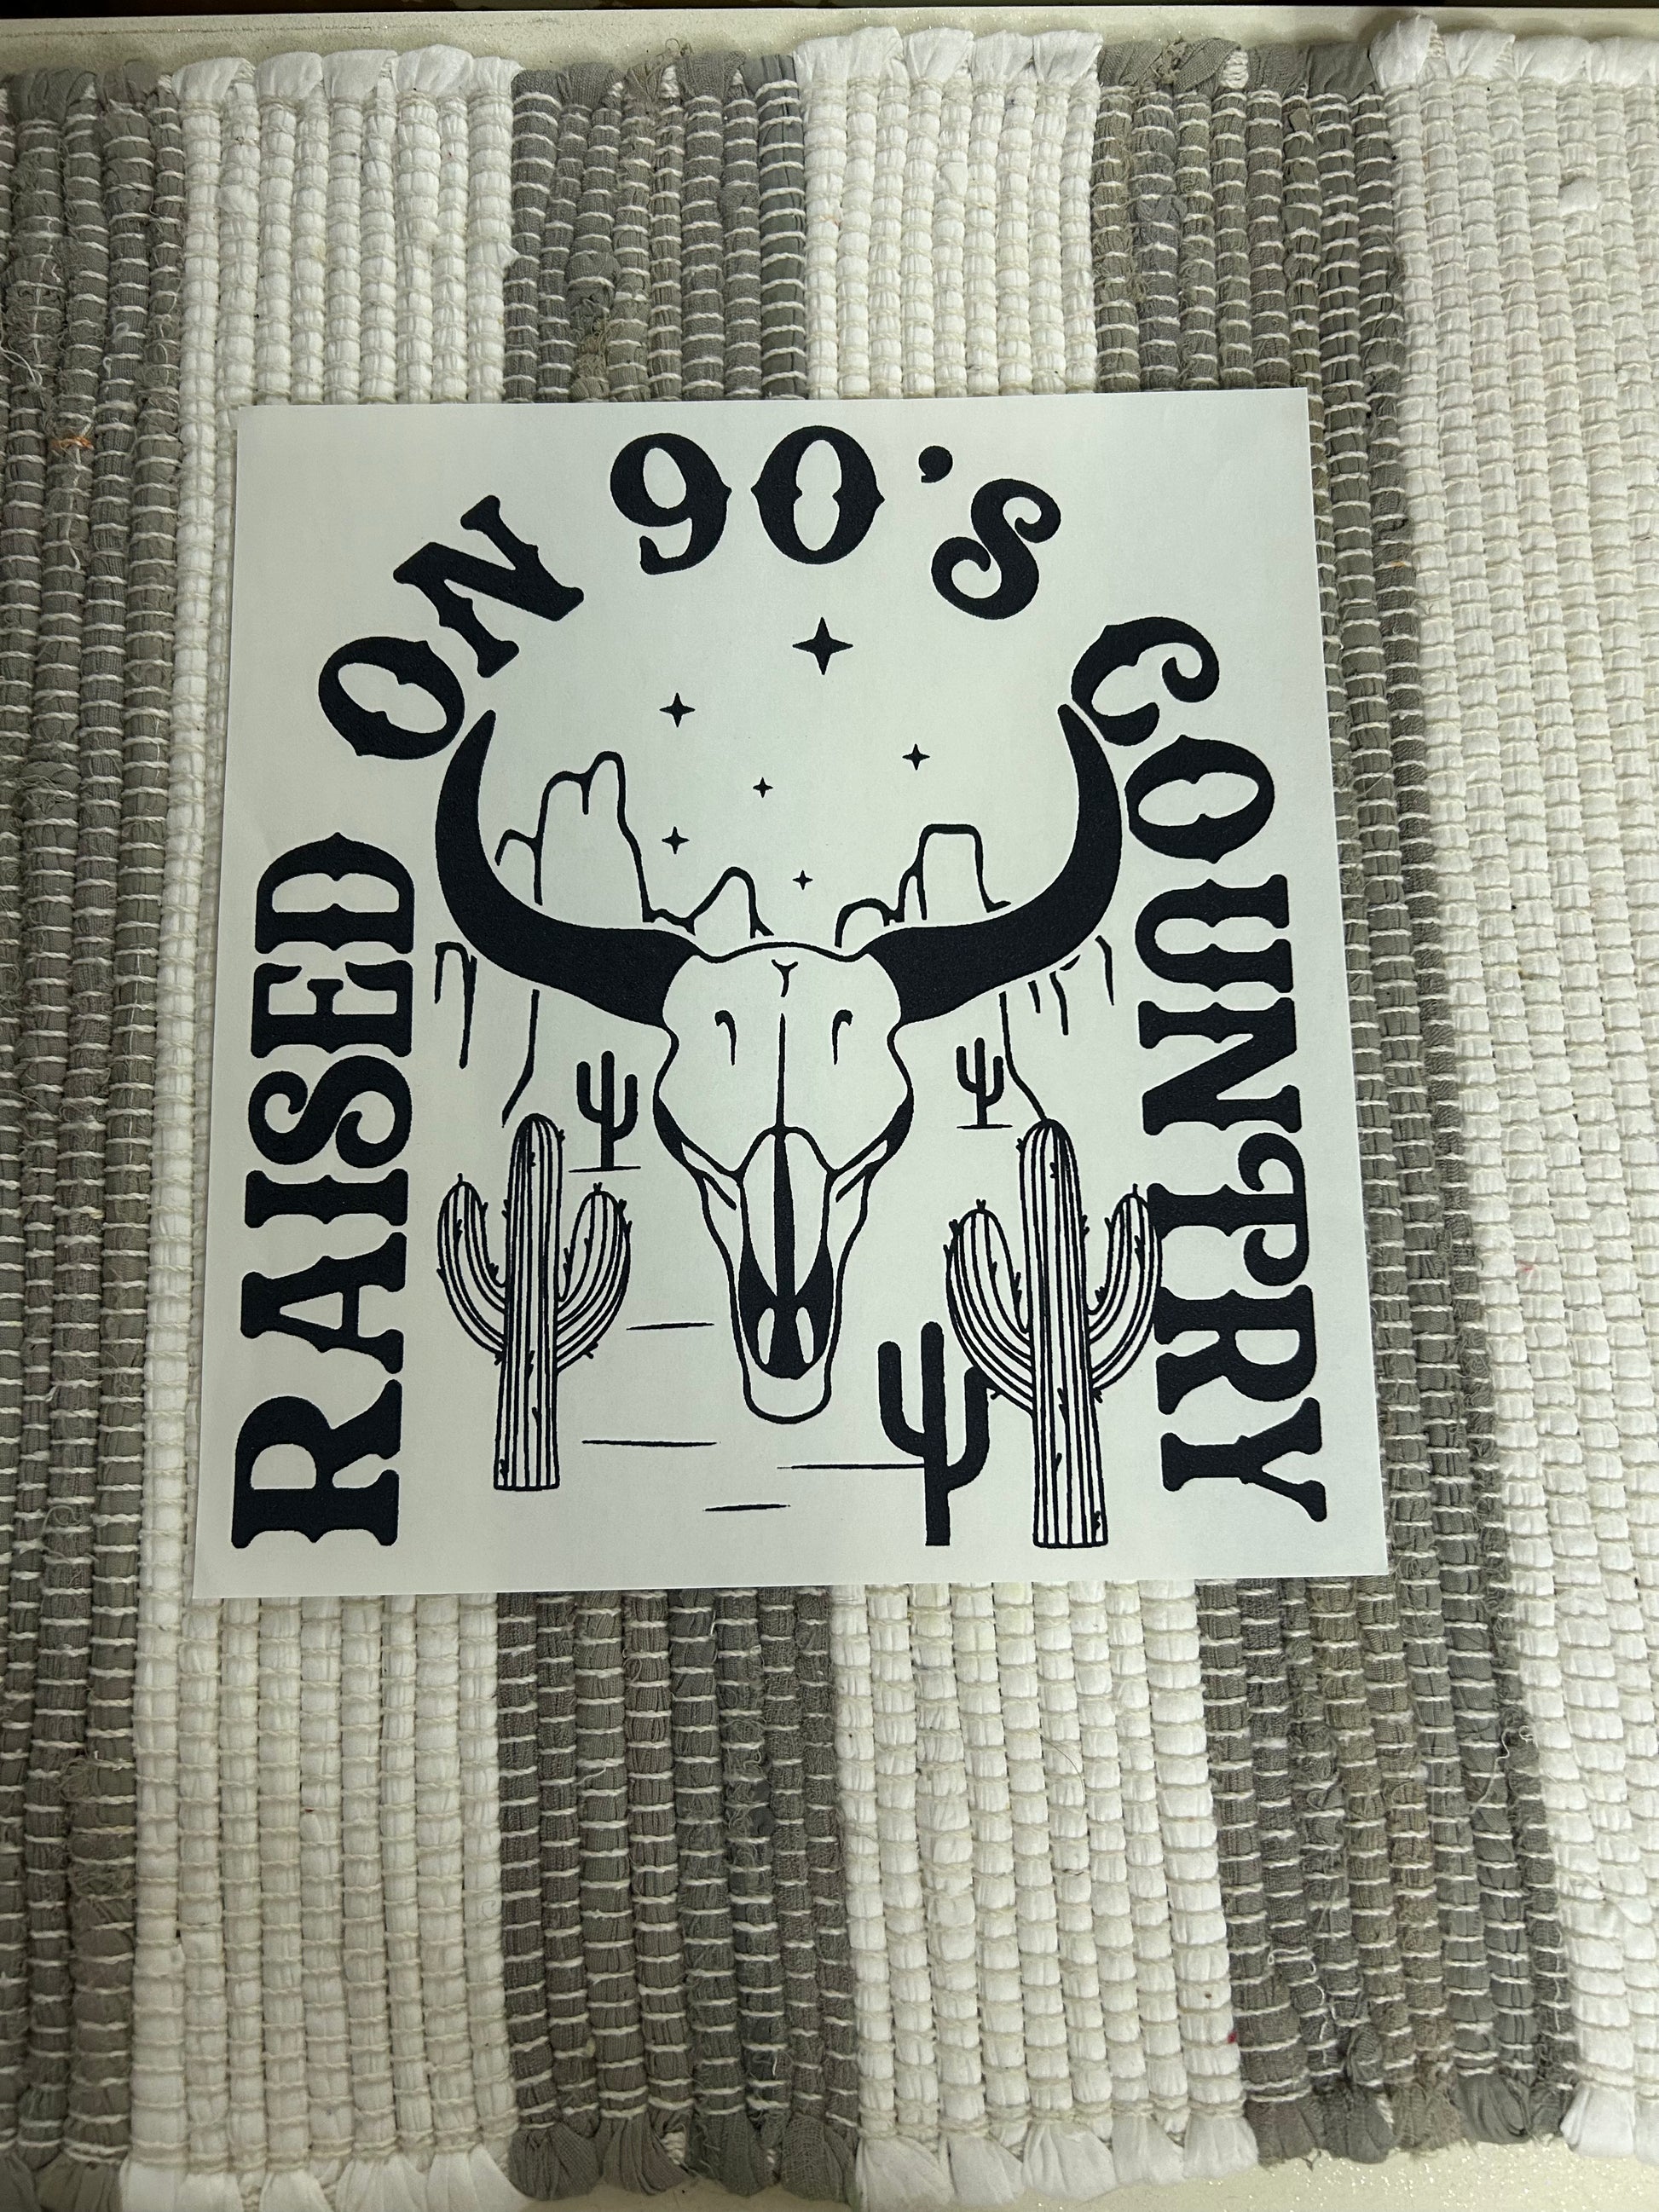 RAISED ON 90's COUNTRY